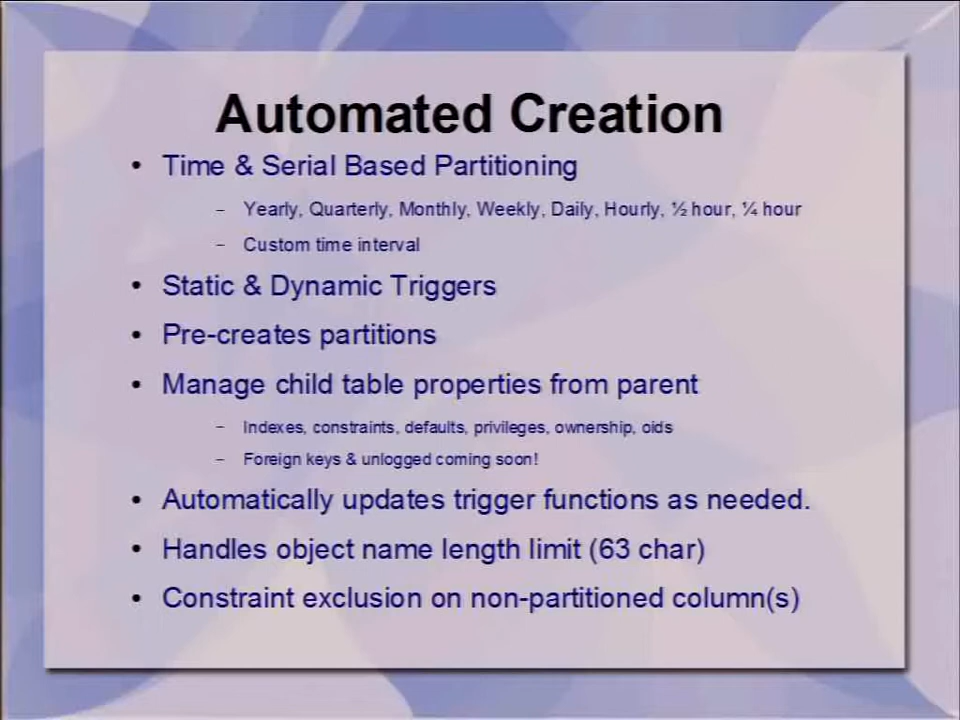 Automated Creation
• Time & Serial Based Partitioning
– Yearly, Quarterly, Monthly, Weekly, Daily, Hourly, ½ hour, ¼ hour
– Custom time interval
• Static & Dynamic Triggers
• Pre-creates partitions
• Manage child table properties from parent
– Indexes, constraints, defaults, privileges, ownership, oids
– Foreign keys & unlogged coming soon!
• Automatically updates trigger functions as needed.
• Handles object name length limit (63 char)
• Constraint exclusion on non-partitioned column(s)